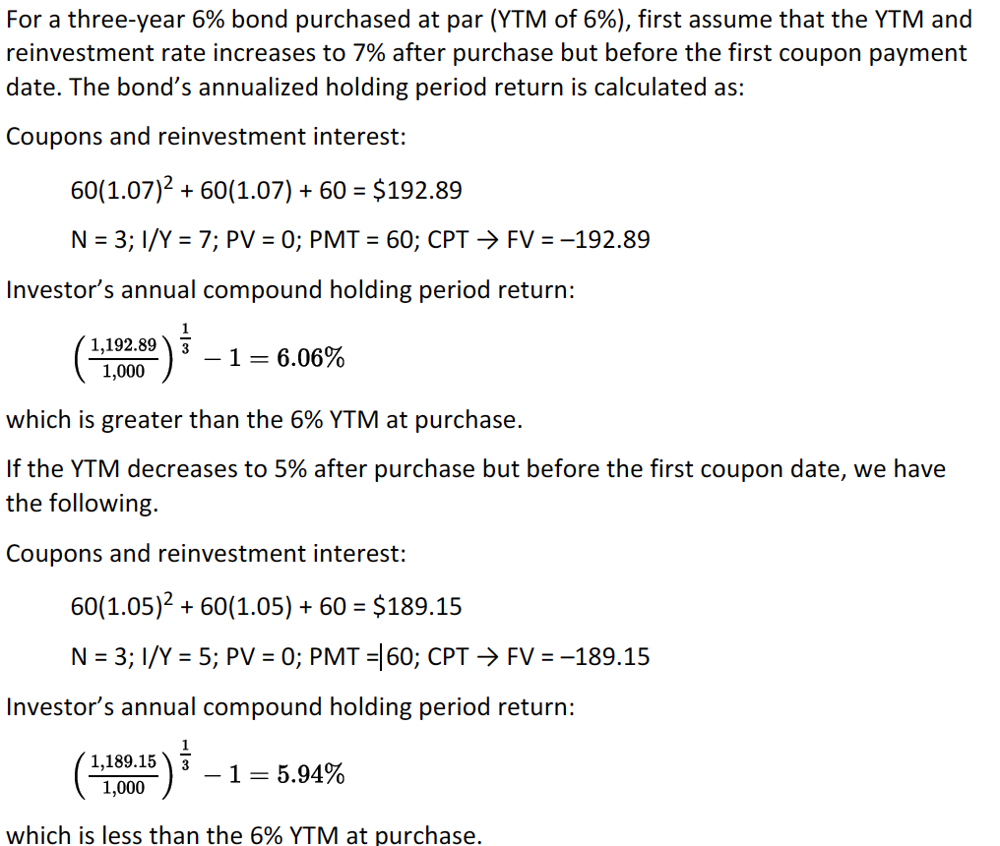 For a three-year 6% bond purchased at par (YTM of 6%), first assume that the YTM and
reinvestment rate increases to 7% after purchase but before the first coupon payment
date. The bond’s annualized holding period return is calculated as:
Coupons and reinvestment interest:
60(1.07)² + 60(1.07) + 60 = $192.89
N = 3; I/Y = 7; PV = 0; PMT = 60; CPT → FV = –192.89
Investor’s annual compound holding period return:
(1,192.89/1,000)^(1/3) − 1 = 6.06%
which is greater than the 6% YTM at purchase.
If the YTM decreases to 5% after purchase but before the first coupon date, we have
the following.
Coupons and reinvestment interest:
60(1.05)² + 60(1.05) + 60 = $189.15
N = 3; I/Y = 5; PV = 0; PMT = 60; CPT → FV = –189.15
Investor’s annual compound holding period return:
(1,189.15/1,000)^(1/3) − 1 = 5.94%
which is less than the 6% YTM at purchase.